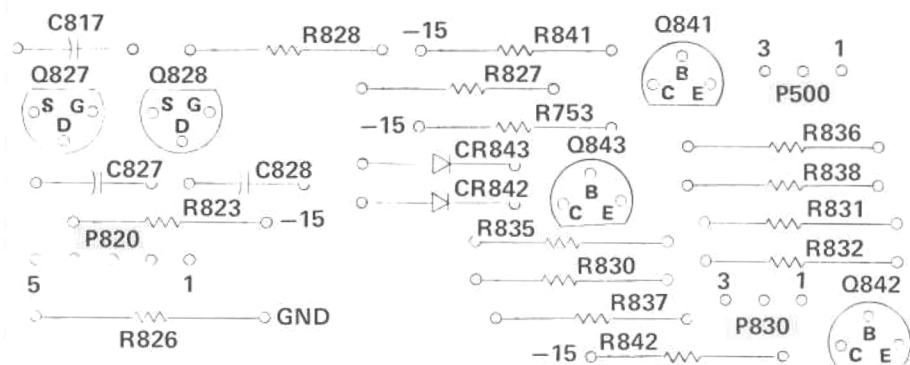 C817
R828
-15
R841
Q841
3 1
P500
Q827
Q828
R827
B
C E
S G
D
S G
D
-15
R753
R836
CR843
Q843
C827
C828
CR842
R838
B
C E
R823
-15
R831
P820
R835
R832
5 1
R830
3 1
Q842
R826
GND
R837
P830
B
C E
-15
R842